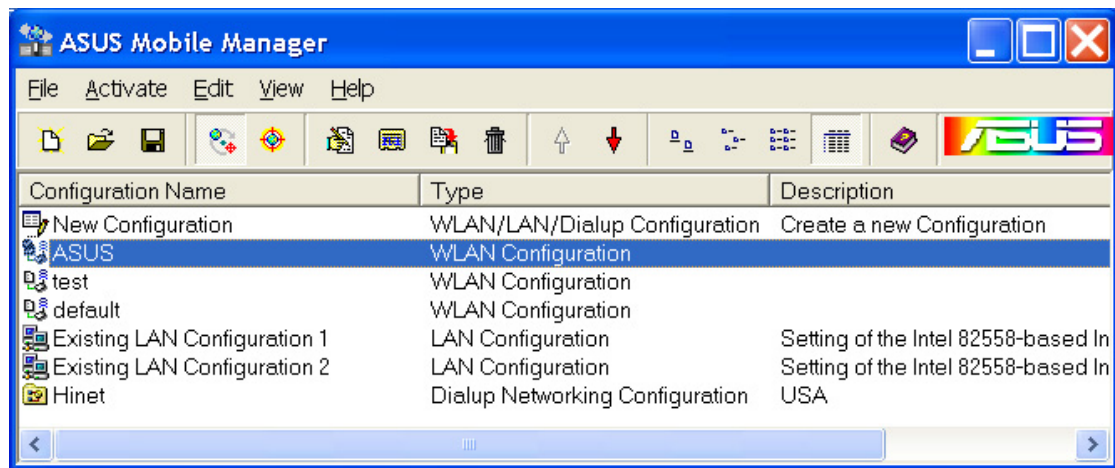 ASUS Mobile Manager
File Activate Edit View Help
ASUS
Configuration Name Type Description
New Configuration WLAN/LAN/Dialup Configuration Create a new Configuration
ASUS WLAN Configuration
test WLAN Configuration
default WLAN Configuration
Existing LAN Configuration 1 LAN Configuration Setting of the Intel 82558-based In
Existing LAN Configuration 2 LAN Configuration Setting of the Intel 82558-based In
Hinet Dialup Networking Configuration USA